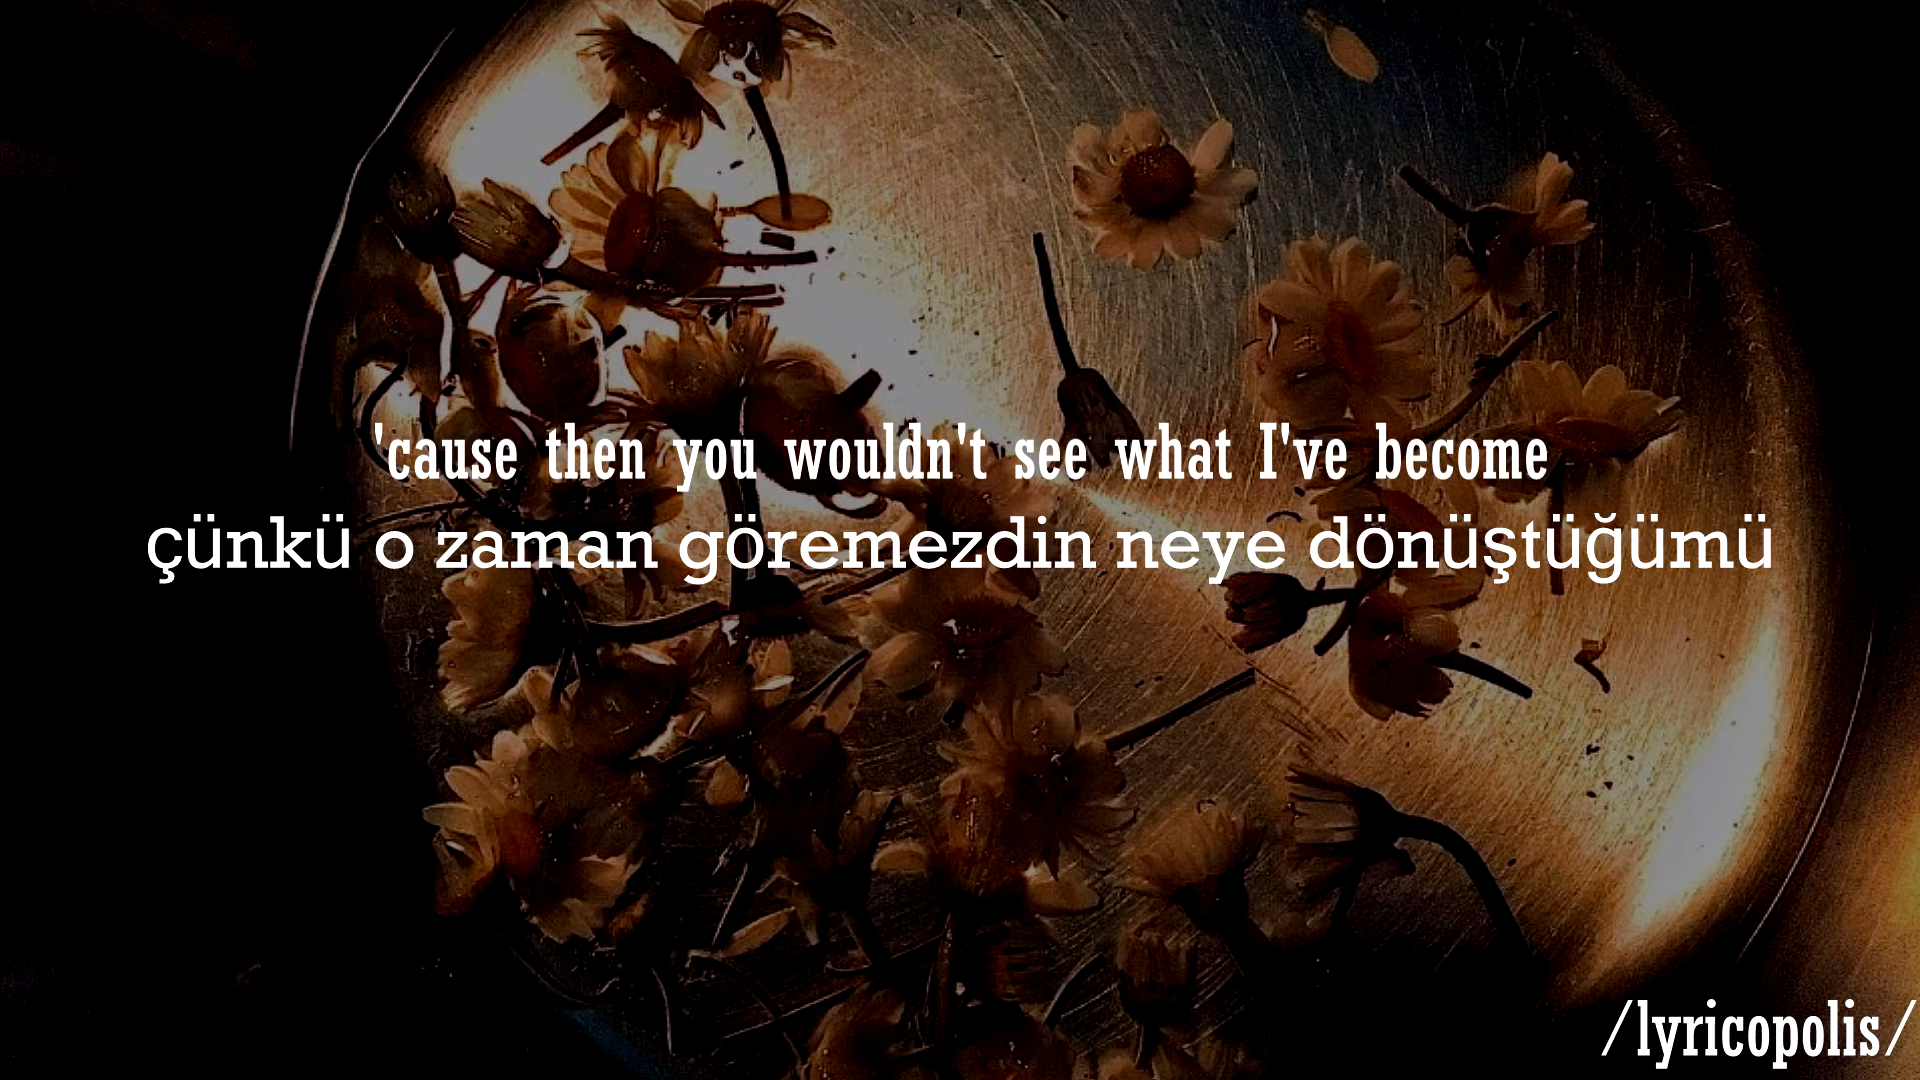 'cause then you wouldn't see what I've become
çünkü o zaman göremezdin neye dönüştüğümü
/lyricopolis/